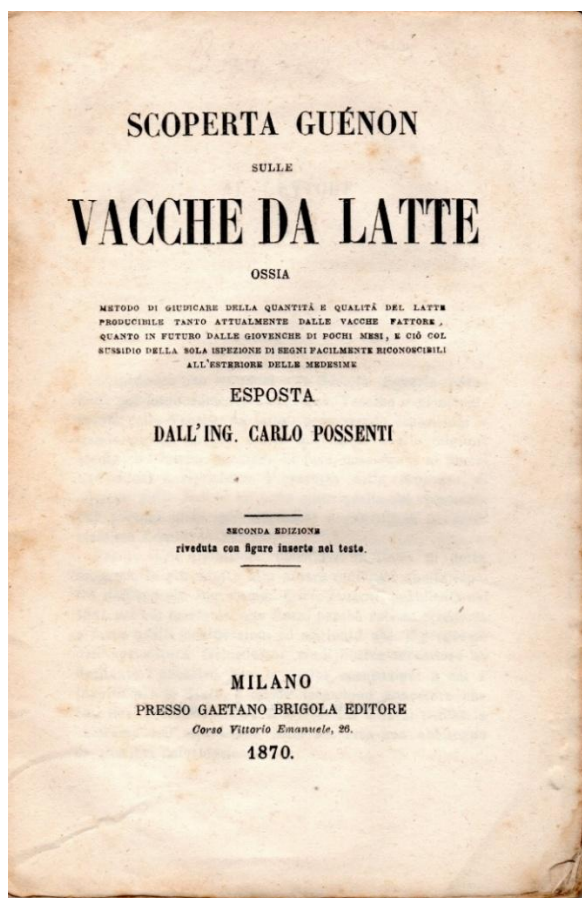 SCOPERTA GUÉNON
SULLE
VACCHE DA LATTE
OSSIA
METODO DI GIUDICARE DELLA QUANTITÁ E QUALITÁ DEL LATTE
PRODUCIBILE TANTO ATTUALMENTE DALLE VACCHE FATTORE,
QUANTO IN FUTURO DALLE GIOVENCHE DI POCHI MESI, E CIÓ COL
SUSSIDIO DELLA SOLA ISPEZIONE DI SEGNI FACILMENTE RICONOSCIBILI
ALL'ESTERIORE DELLE MEDESIME
ESPOSTA
DALL'ING. CARLO POSSENTI
SECONDA EDIZIONE
riveduta con figure inserte nel testo.
MILANO
PRESSO GAETANO BRIGOLA EDITORE
Corso Vittorio Emanuele, 26.
1870.